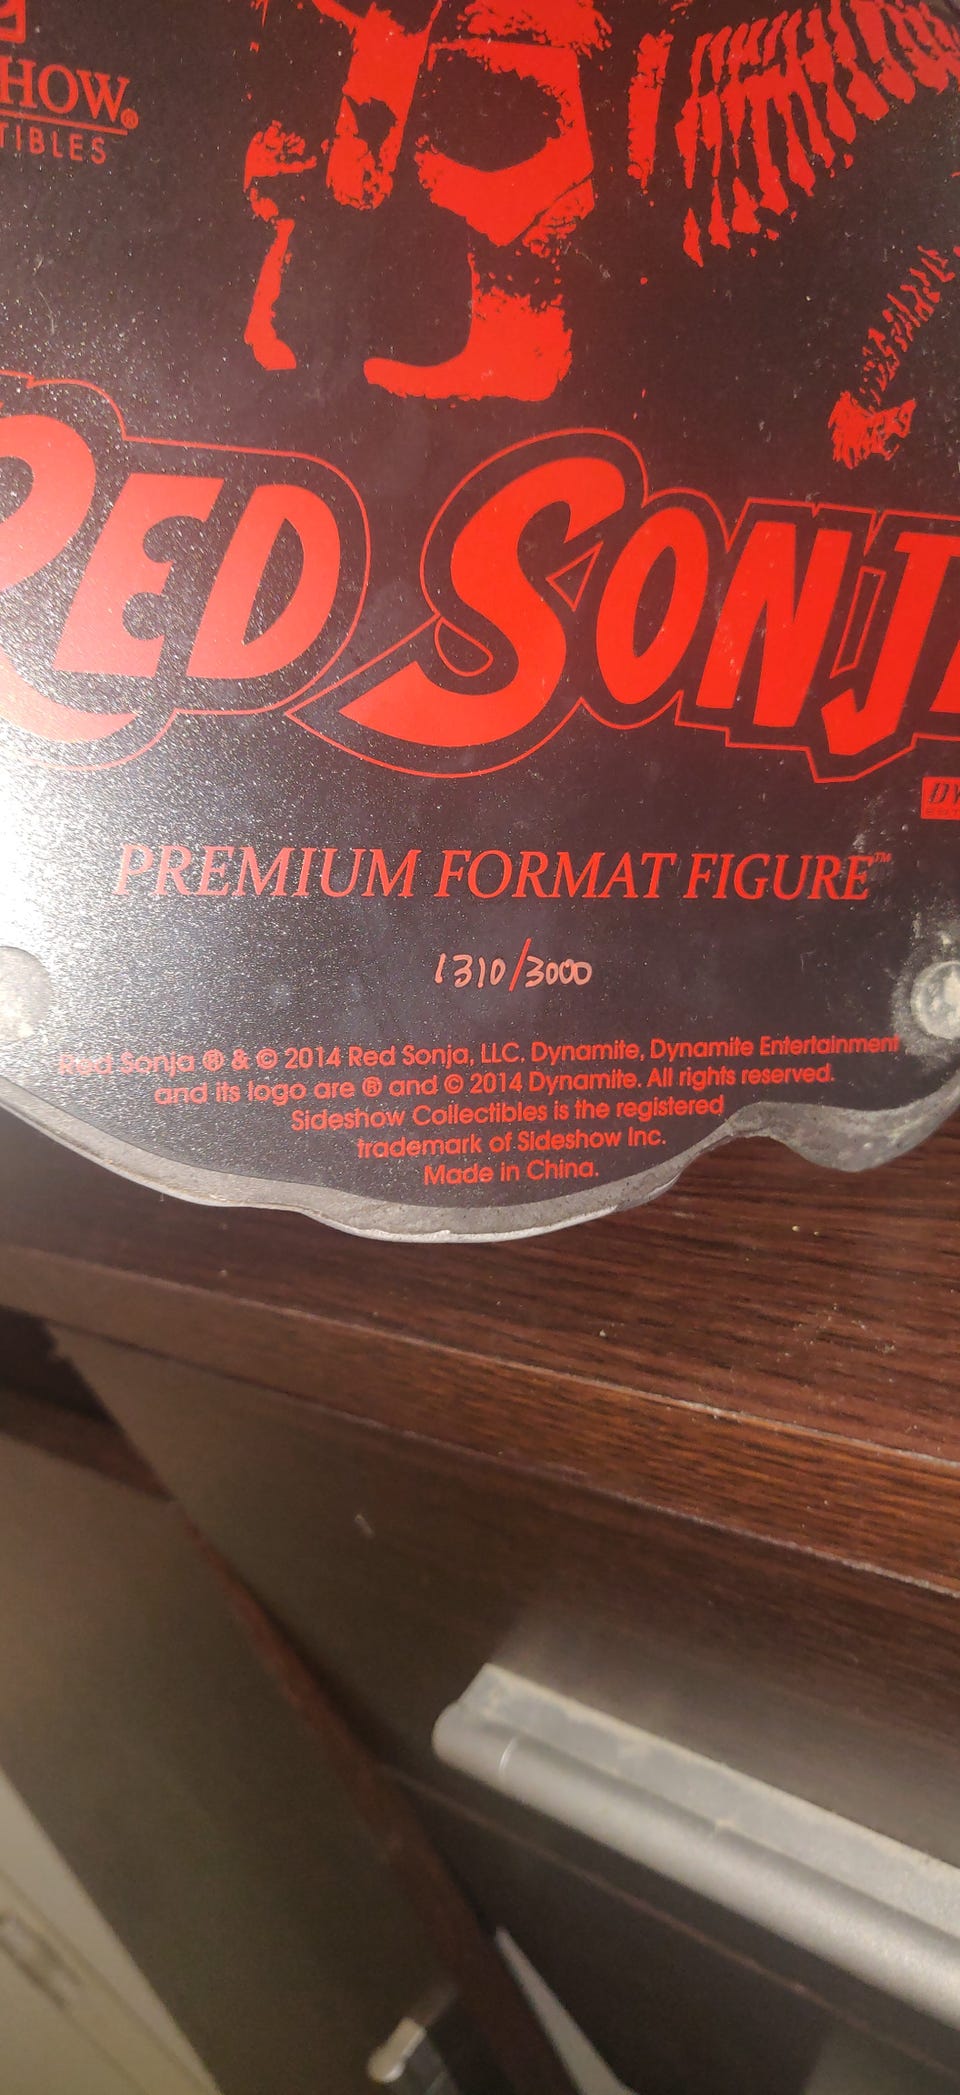 HOW®
TIBLES
RED SONJ
DY
PREMIUM FORMAT FIGURE™
1310/3000
Red Sonja ® & © 2014 Red Sonja, LLC. Dynamite, Dynamite Entertainment
and its logo are ® and © 2014 Dynamite. All rights reserved.
Sideshow Collectibles is the registered
trademark of Sideshow Inc.
Made in China.